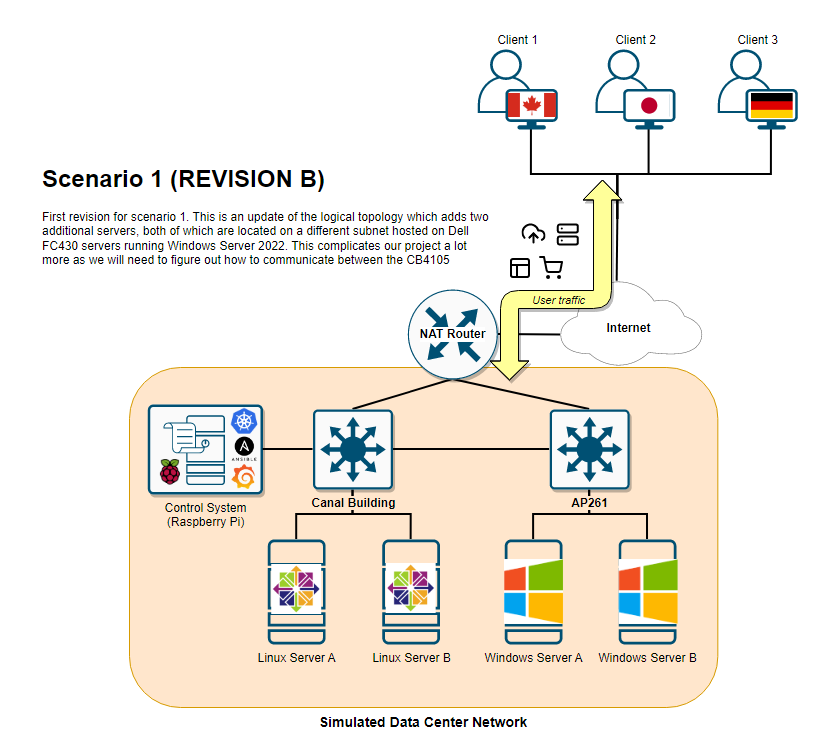 Client 1
Client 2
Client 3
Scenario 1 (REVISION B)
First revision for scenario 1. This is an update of the logical topology which adds two
additional servers, both of which are located on a different subnet hosted on Dell
FC430 servers running Windows Server 2022. This complicates our project a lot
more as we will need to figure out how to communicate between the CB4105
User traffic
NAT Router
Internet
ANSIBLE
Control System
(Raspberry Pi)
Canal Building
AP261
Linux Server A
Linux Server B
Windows Server A
Windows Server B
Simulated Data Center Network